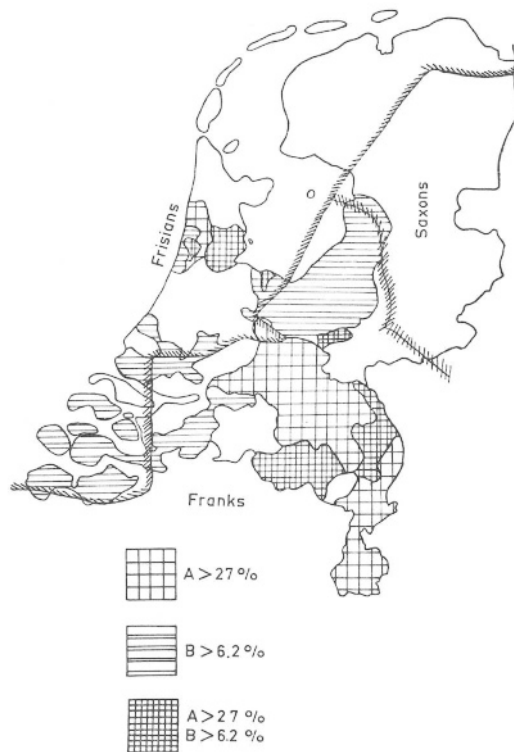 Frisians
Saxons
Franks
A > 27 %
B > 6.2 %
A > 27 %
B > 6.2 %